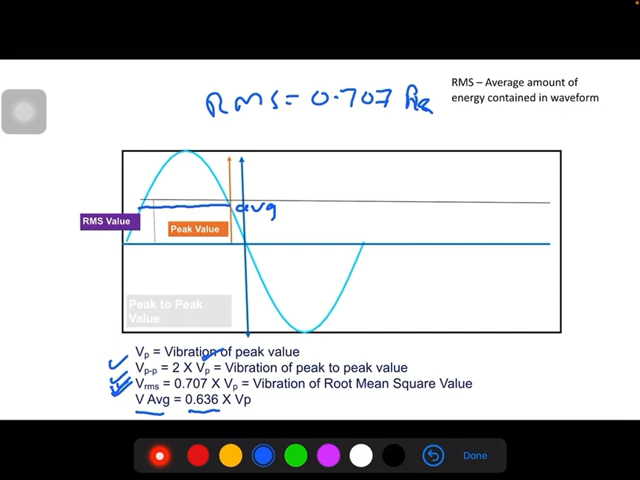 RMS – Average amount of
energy contained in waveform
RMS = 0.707
avg
RMS Value
Peak Value
Peak to Peak
Value
Vp = Vibration of peak value
Vp-p = 2 X Vp = Vibration of peak to peak value
Vrms = 0.707 X Vp = Vibration of Root Mean Square Value
V Avg = 0.636 X Vp
Done